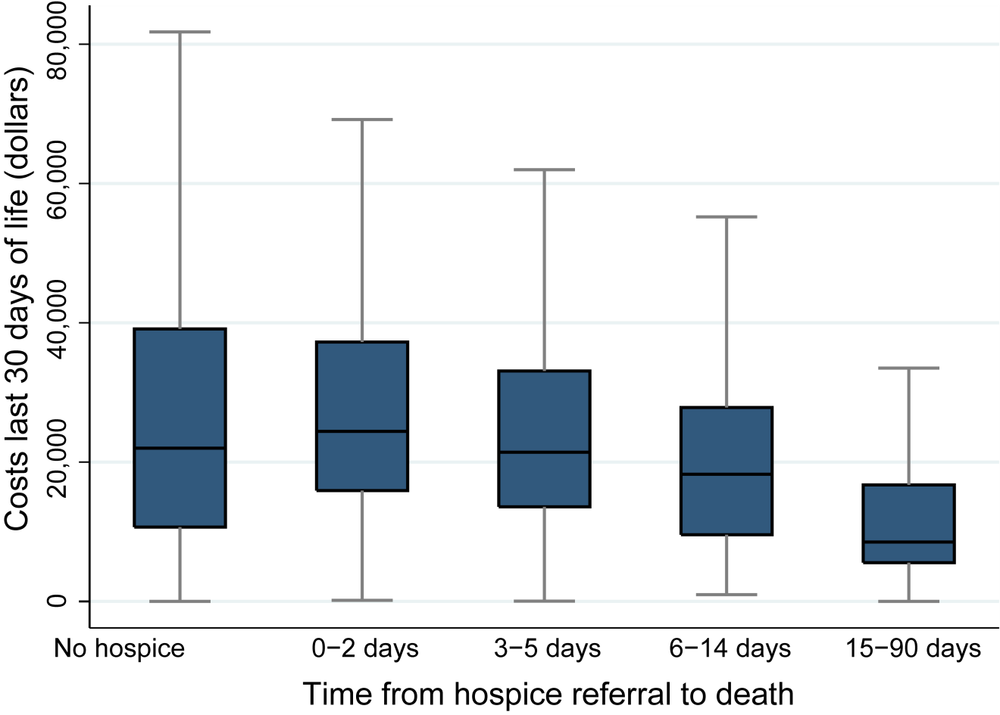 Costs last 30 days of life (dollars)
80,000
60,000
40,000
20,000
0
No hospice
0−2 days
3−5 days
6−14 days
15−90 days
Time from hospice referral to death